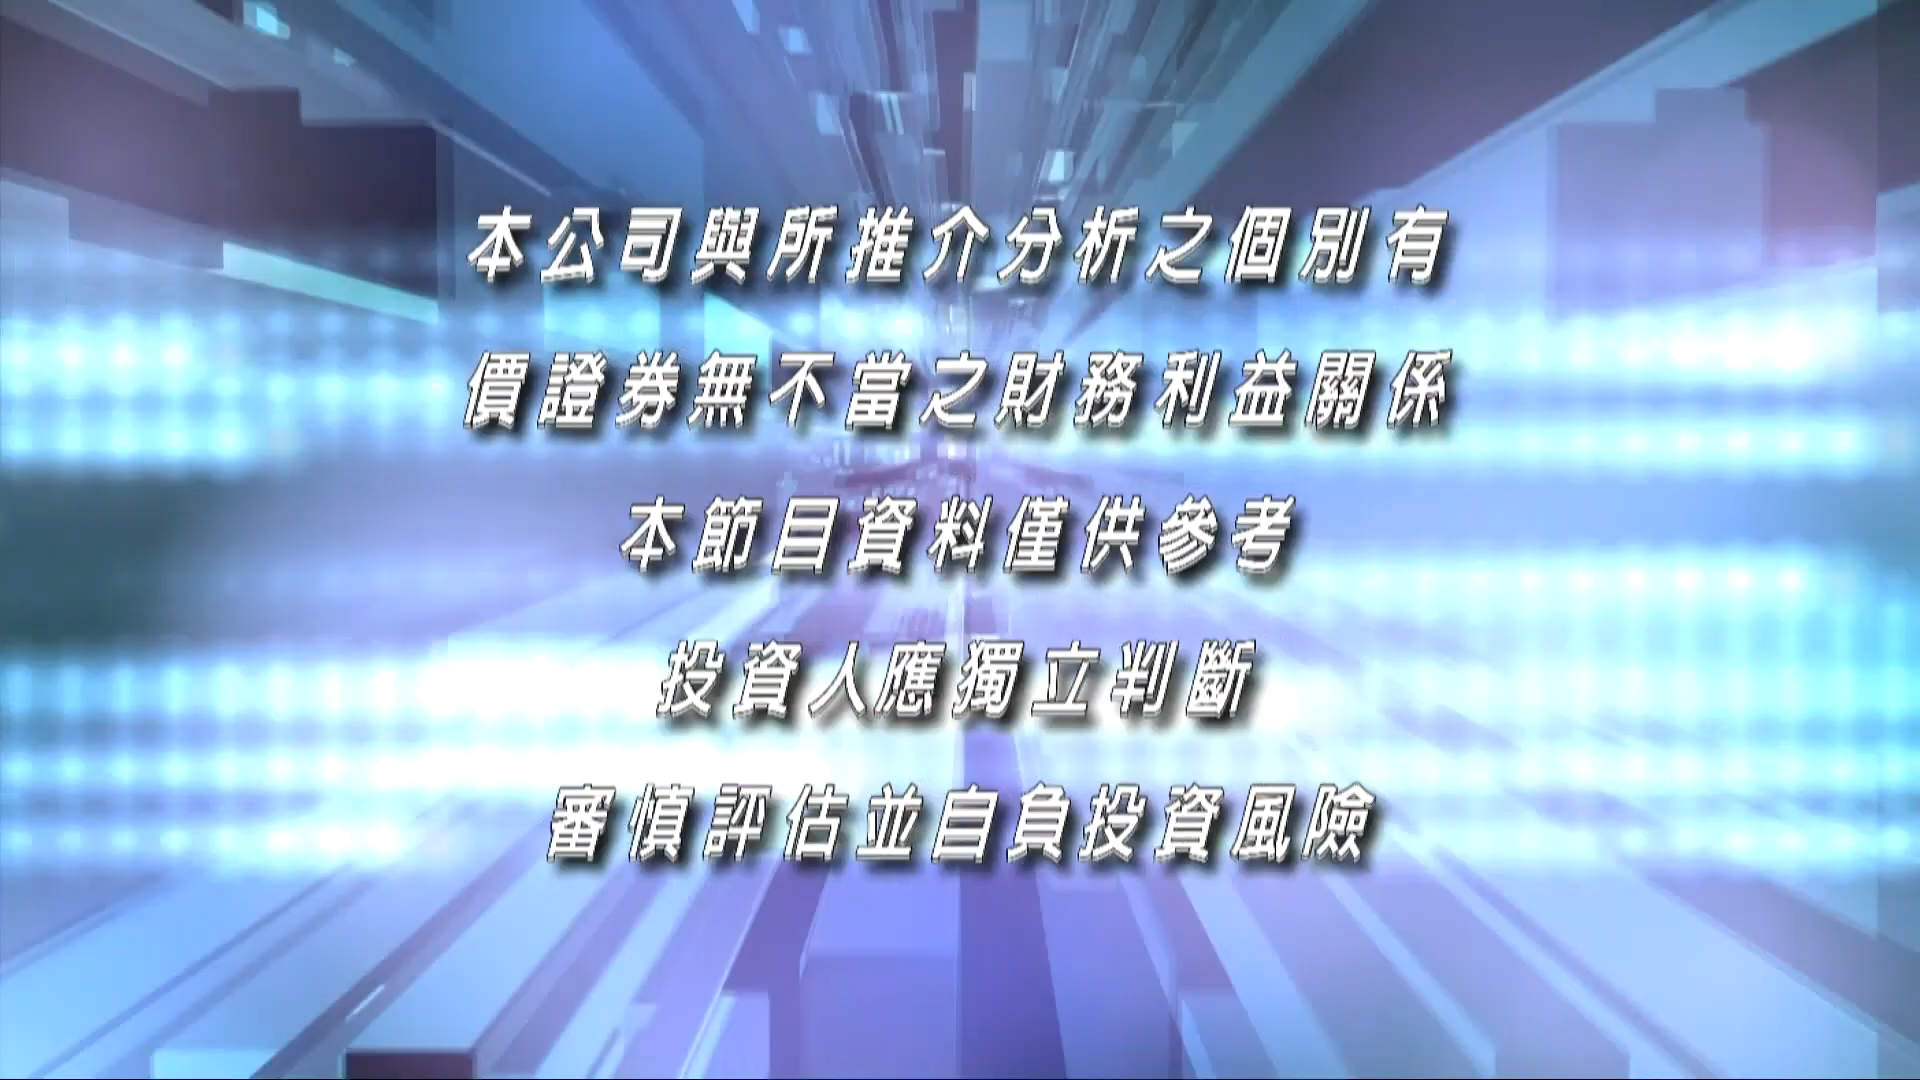 本公司與所推介分析之個別有
價證券無不當之財務利益關係
本節目資料僅供參考
投資人應獨立判斷
審慎評估並自負投資風險